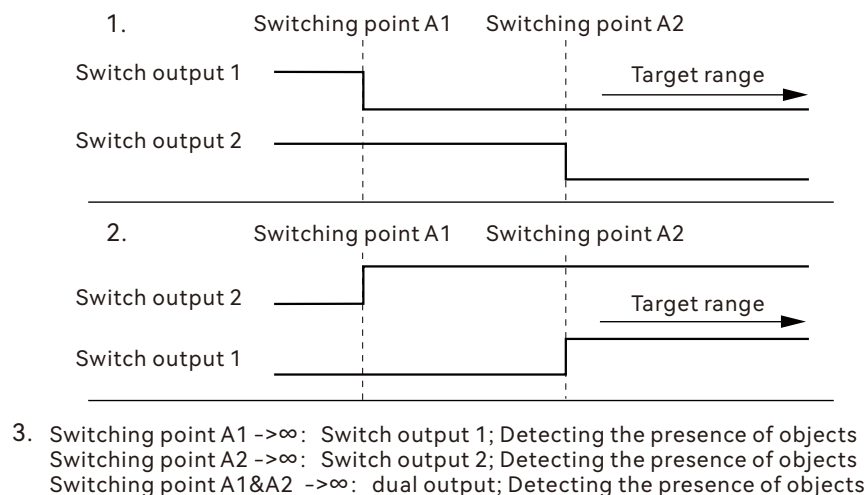 1.
Switching point A1 Switching point A2
Switch output 1
Target range
Switch output 2
2.
Switching point A1 Switching point A2
Switch output 2
Target range
Switch output 1
3. Switching point A1 ->∞: Switch output 1; Detecting the presence of objects
Switching point A2 ->∞: Switch output 2; Detecting the presence of objects
Switching point A1&A2 ->∞: dual output; Detecting the presence of objects